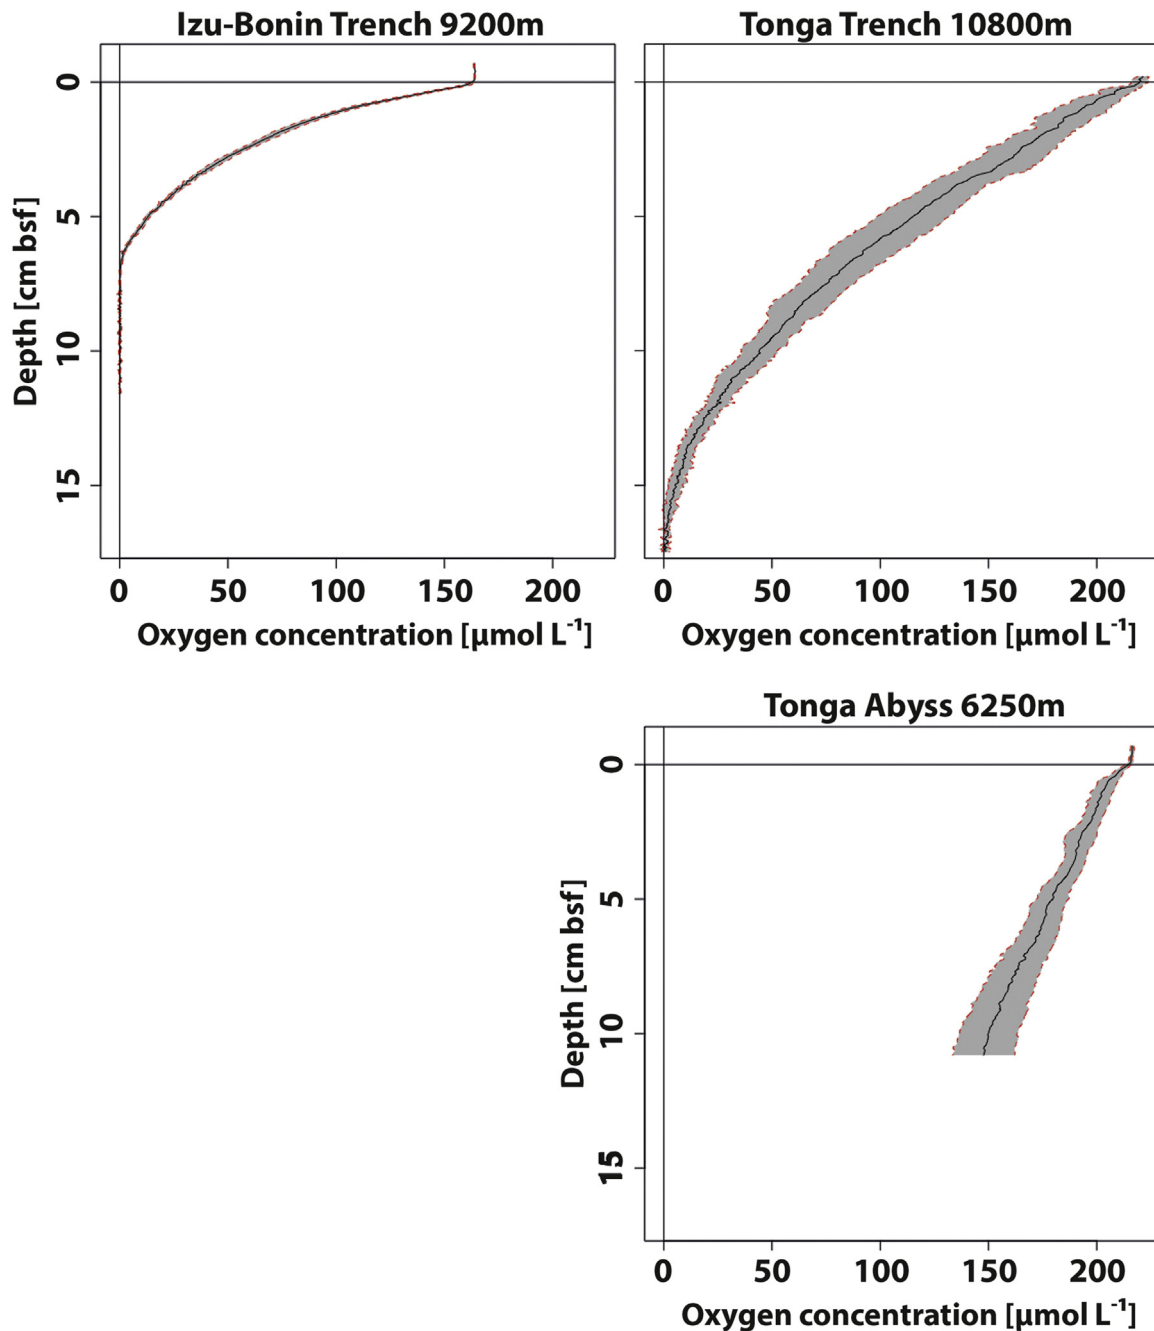 Izu-Bonin Trench 9200m
Depth [cm bsf]
0
5
10
15
0 50 100 150 200
Oxygen concentration [µmol L⁻¹]
Tonga Trench 10800m
0 50 100 150 200
Oxygen concentration [µmol L⁻¹]
Tonga Abyss 6250m
Depth [cm bsf]
0
5
10
15
0 50 100 150 200
Oxygen concentration [µmol L⁻¹]